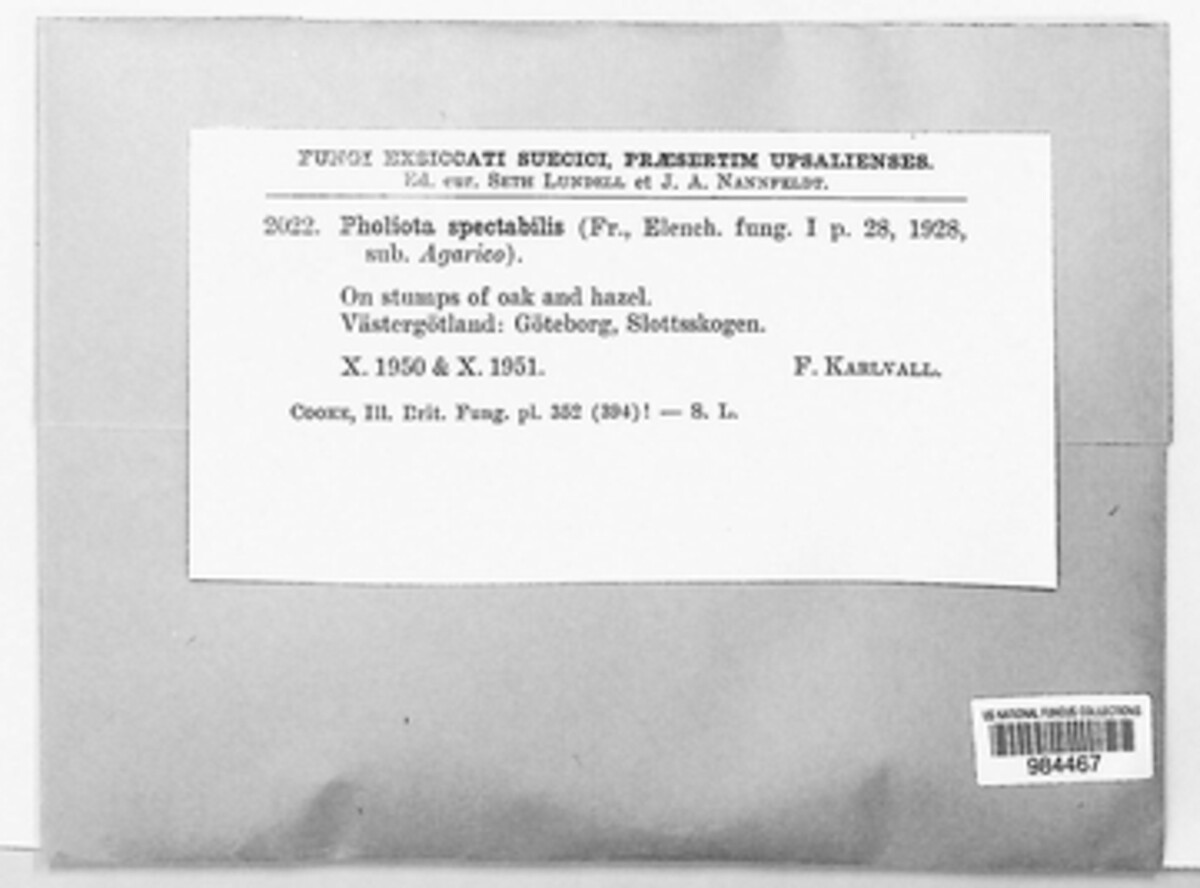 FUNGI EXSICCATI SUECICI, PRÆSERTIM UPSALIENSES.
Ed. cur. SETH LUNDELL et J. A. NANNFELDT.
2022. Pholiota spectabilis (Fr., Elench. fung. I p. 28, 1928,
sub. Agarico).
On stumps of oak and hazel.
Västergötland: Göteborg, Slottsskogen.
X. 1950 & X. 1951. F. KARLVALL.
COOKE, Ill. Brit. Fung. pl. 352 (394)! — S. L.
US NATIONAL FUNGUS COLLECTIONS
984467